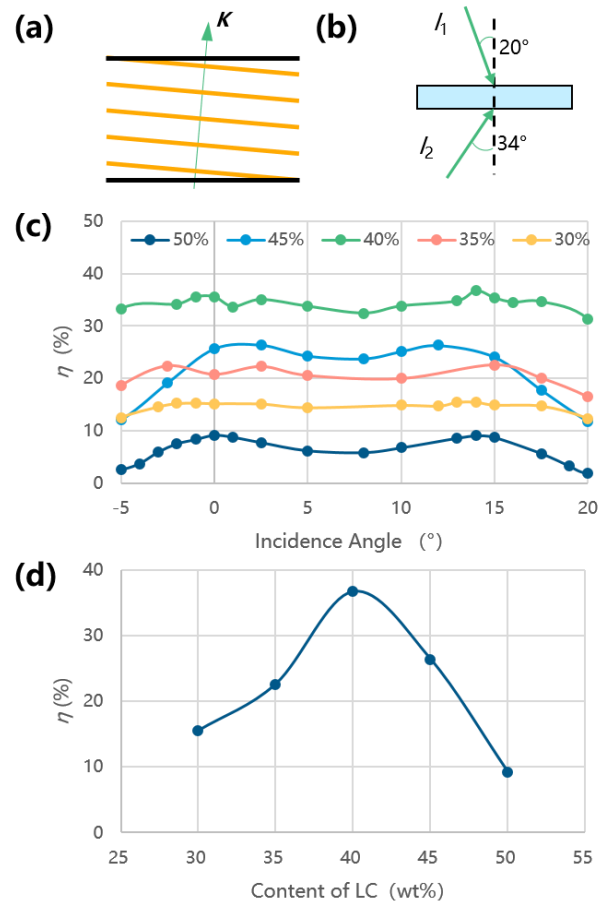 (a)
K
(b)
I1
20°
I2
34°
(c)
50% 45% 40% 35% 30%
50
40
30
20
10
0
η (%)
-5 0 5 10 15 20
Incidence Angle (°)
(d)
40
30
20
10
0
η (%)
25 30 35 40 45 50 55
Content of LC (wt%)